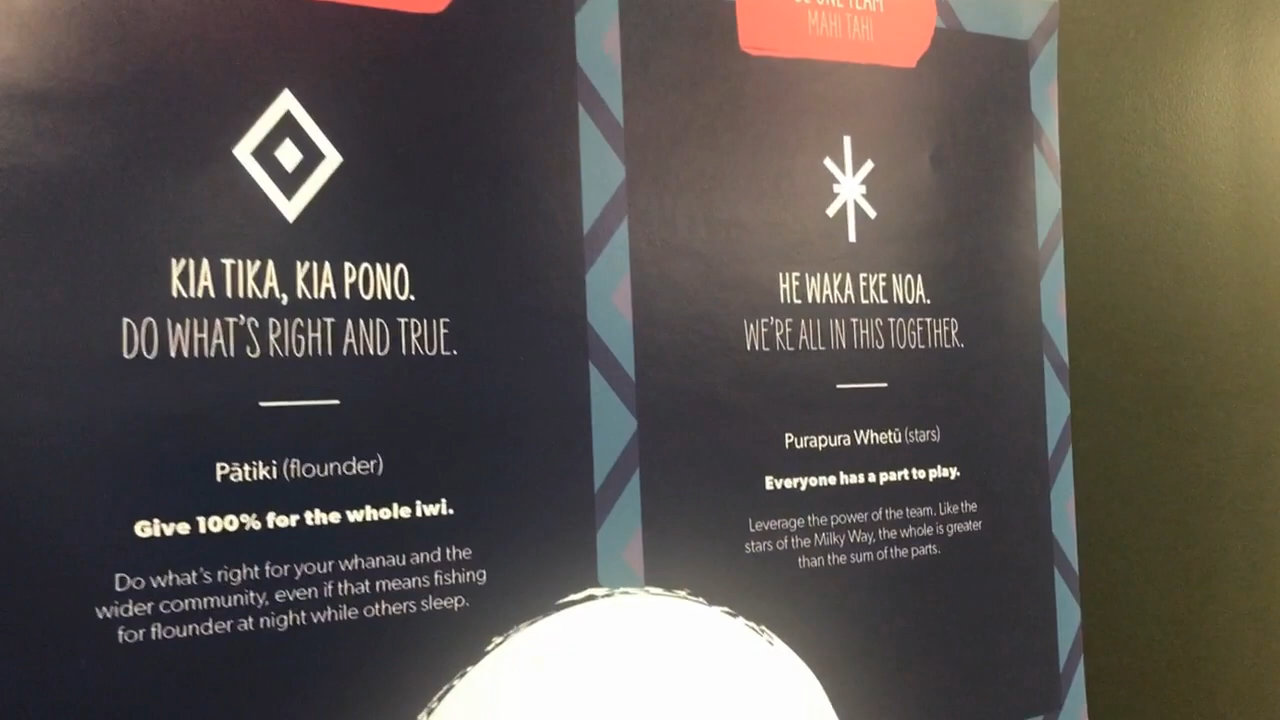 KIA TIKA, KIA PONO.
DO WHAT'S RIGHT AND TRUE.
Pātiki (flounder)
Give 100% for the whole iwi.
Do what's right for your whanau and the
wider community, even if that means fishing
for flounder at night while others sleep.
ONE TEAM
MAHI TAHI
HE WAKA EKE NOA.
WE'RE ALL IN THIS TOGETHER.
Purapura Whetū (stars)
Everyone has a part to play.
Leverage the power of the team. Like the
stars of the Milky Way, the whole is greater
than the sum of the parts.